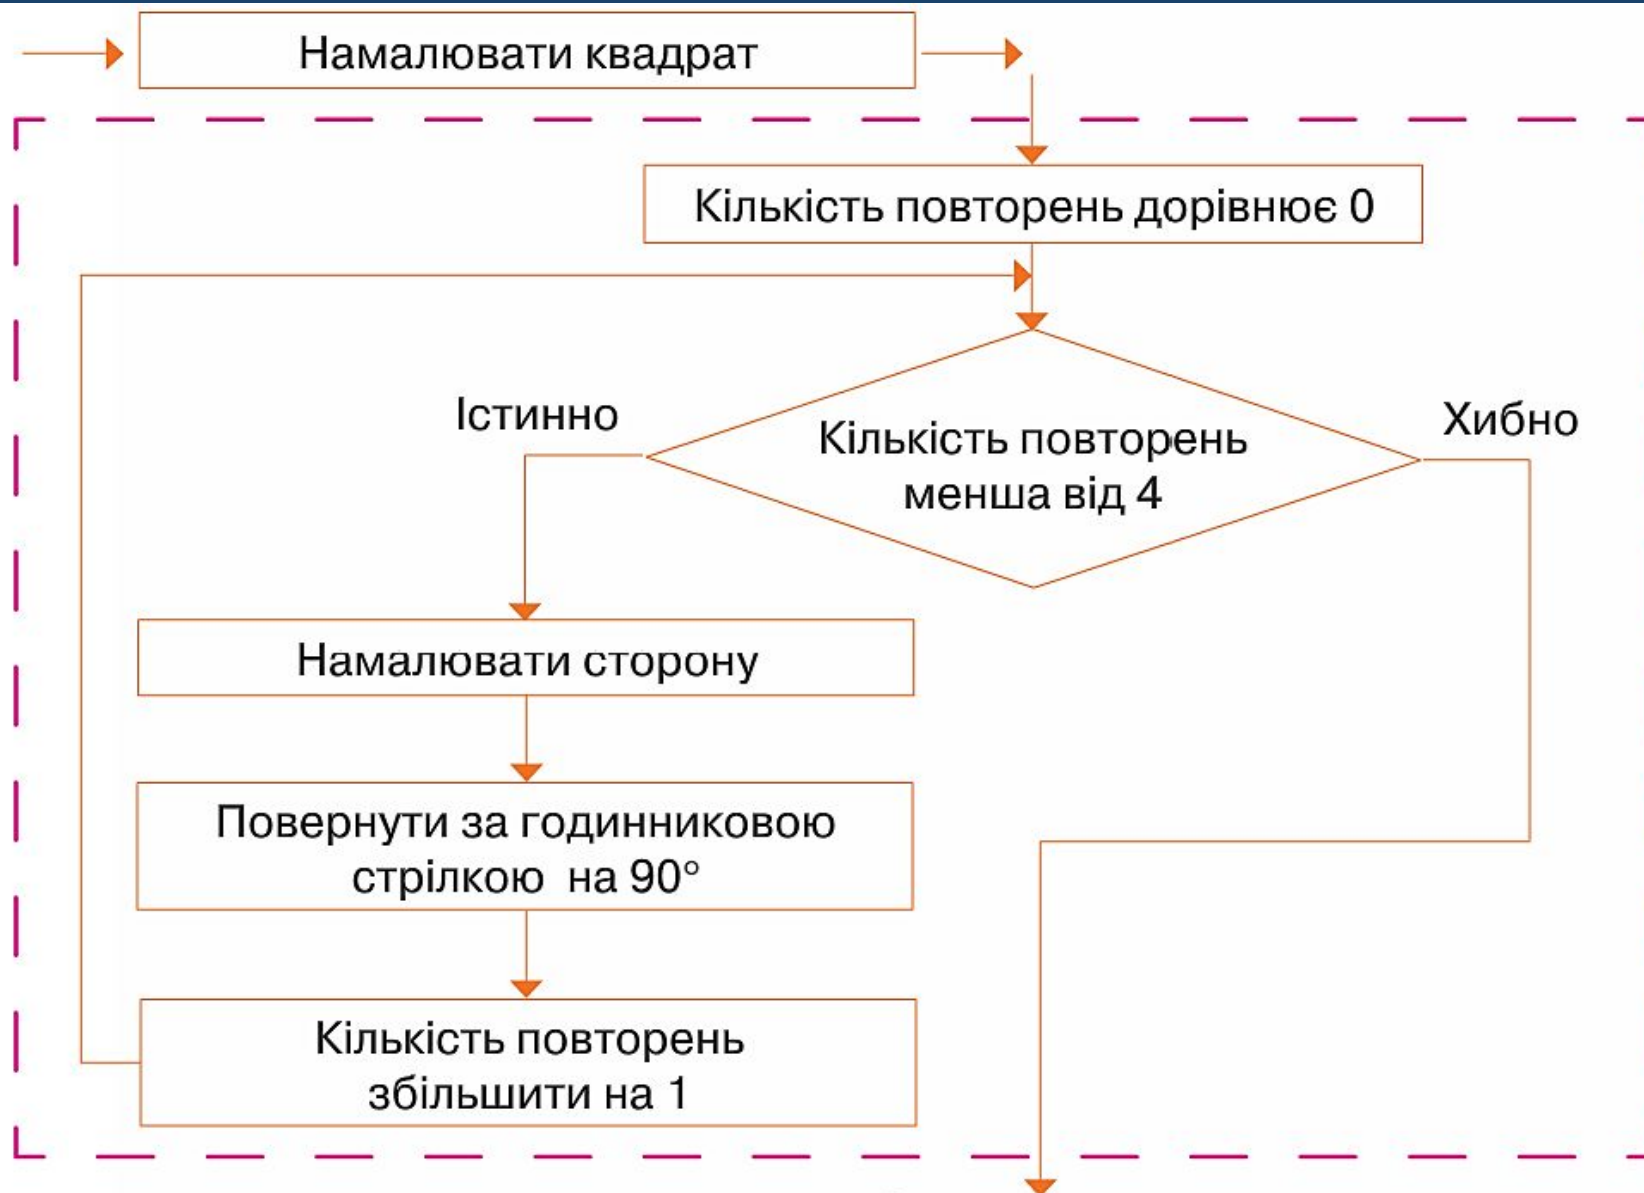 Намалювати квадрат
Кількість повторень дорівнює 0
Істинно
Кількість повторень
менша від 4
Хибно
Намалювати сторону
Повернути за годинниковою
стрілкою на 90°
Кількість повторень
збільшити на 1